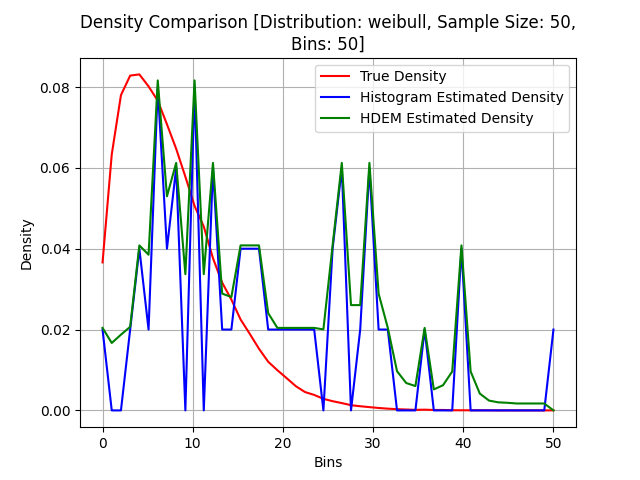 Density Comparison [Distribution: weibull, Sample Size: 50,
Bins: 50]
True Density
Histogram Estimated Density
HDEM Estimated Density
Density
0.08
0.06
0.04
0.02
0.00
0 10 20 30 40 50
Bins